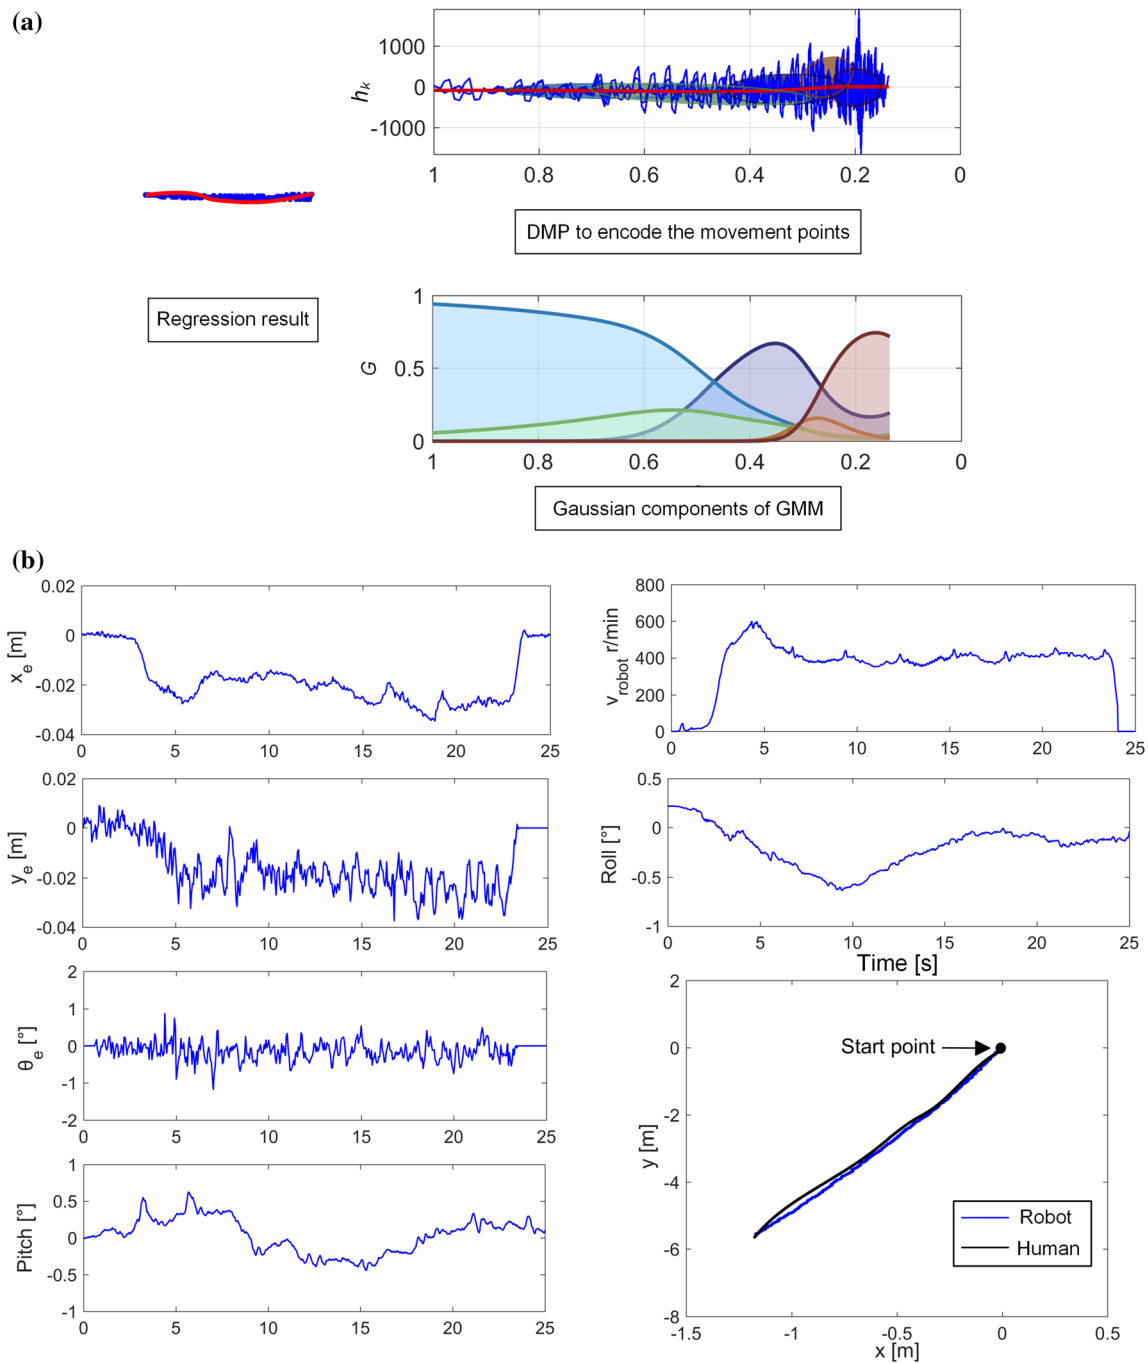 (a)
1000
0
-1000
h_k
1 0.8 0.6 0.4 0.2 0
DMP to encode the movement points
Regression result
1
0.5
0
G
1 0.8 0.6 0.4 0.2 0
Gaussian components of GMM
(b)
0.02
0
-0.02
-0.04
x_e [m]
0 5 10 15 20 25
800
600
400
200
0
v_robot r/min
0 5 10 15 20 25
0.02
0
-0.02
-0.04
y_e [m]
0 5 10 15 20 25
0.5
0
-0.5
-1
Roll [°]
0 5 10 15 20 25
Time [s]
2
1
0
-1
-2
θ_e [°]
0 5 10 15 20 25
1
0.5
0
-0.5
-1
Pitch [°]
0 5 10 15 20 25
2
0
-2
-4
-6
-8
y [m]
Start point
Robot
Human
-1.5 -1 -0.5 0 0.5
x [m]